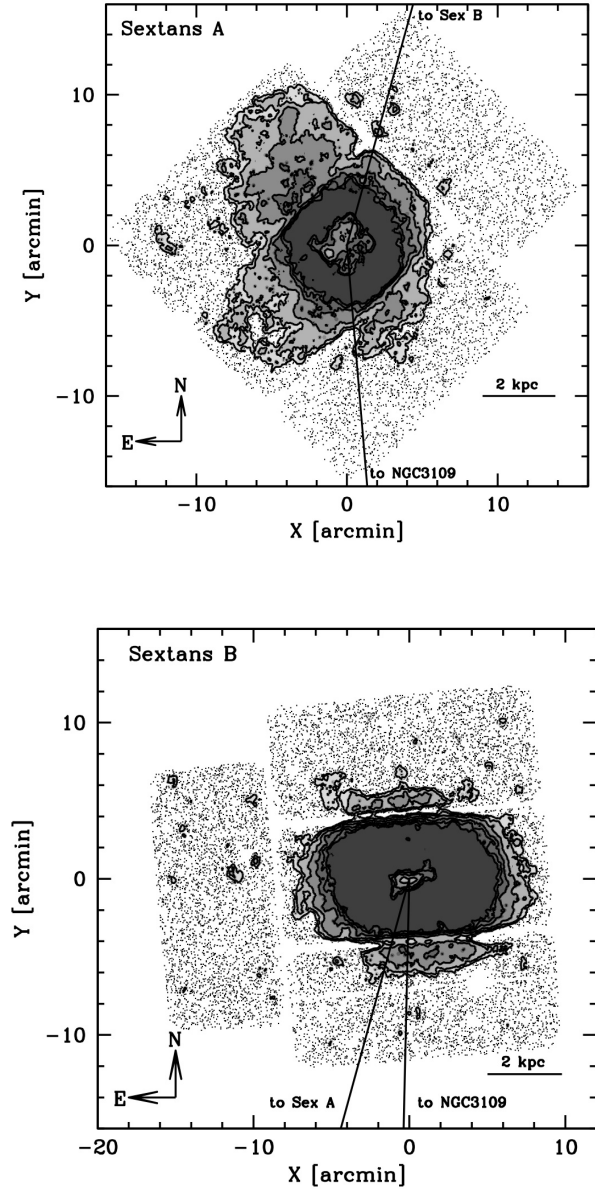 Sextans A
to Sex B
10
0
-10
Y [arcmin]
N
E
2 kpc
to NGC3109
-10
0
10
X [arcmin]
Sextans B
10
0
-10
Y [arcmin]
N
E
2 kpc
to Sex A
to NGC3109
-20
-10
0
10
X [arcmin]